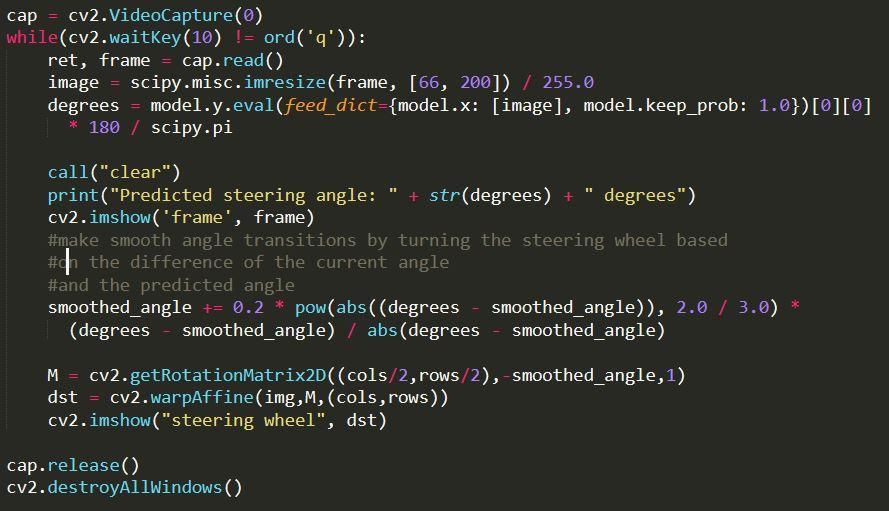 cap = cv2.VideoCapture(0)
while(cv2.waitKey(10) != ord('q')):
    ret, frame = cap.read()
    image = scipy.misc.imresize(frame, [66, 200]) / 255.0
    degrees = model.y.eval(feed_dict={model.x: [image], model.keep_prob: 1.0})[0][0]
      * 180 / scipy.pi
    call("clear")
    print("Predicted steering angle: " + str(degrees) + " degrees")
    cv2.imshow('frame', frame)
    #make smooth angle transitions by turning the steering wheel based
    #on the difference of the current angle
    #and the predicted angle
    smoothed_angle += 0.2 * pow(abs((degrees - smoothed_angle)), 2.0 / 3.0) *
      (degrees - smoothed_angle) / abs(degrees - smoothed_angle)
    M = cv2.getRotationMatrix2D((cols/2,rows/2),-smoothed_angle,1)
    dst = cv2.warpAffine(img,M,(cols,rows))
    cv2.imshow("steering wheel", dst)
cap.release()
cv2.destroyAllWindows()